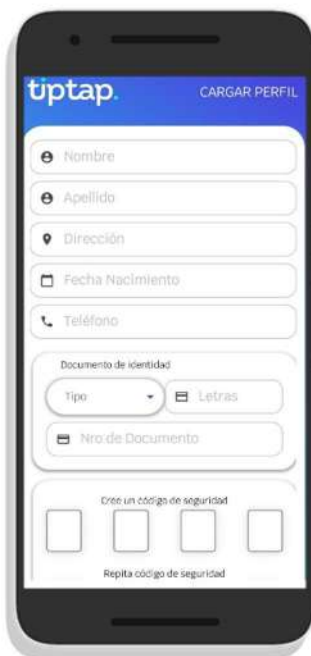 tiptap.
CARGAR PERFIL
Nombre
Apellido
Dirección
Fecha Nacimiento
Teléfono
Documento de identidad
Tipo
Letras
Nro de Documento
Cree un código de seguridad
Repita código de seguridad